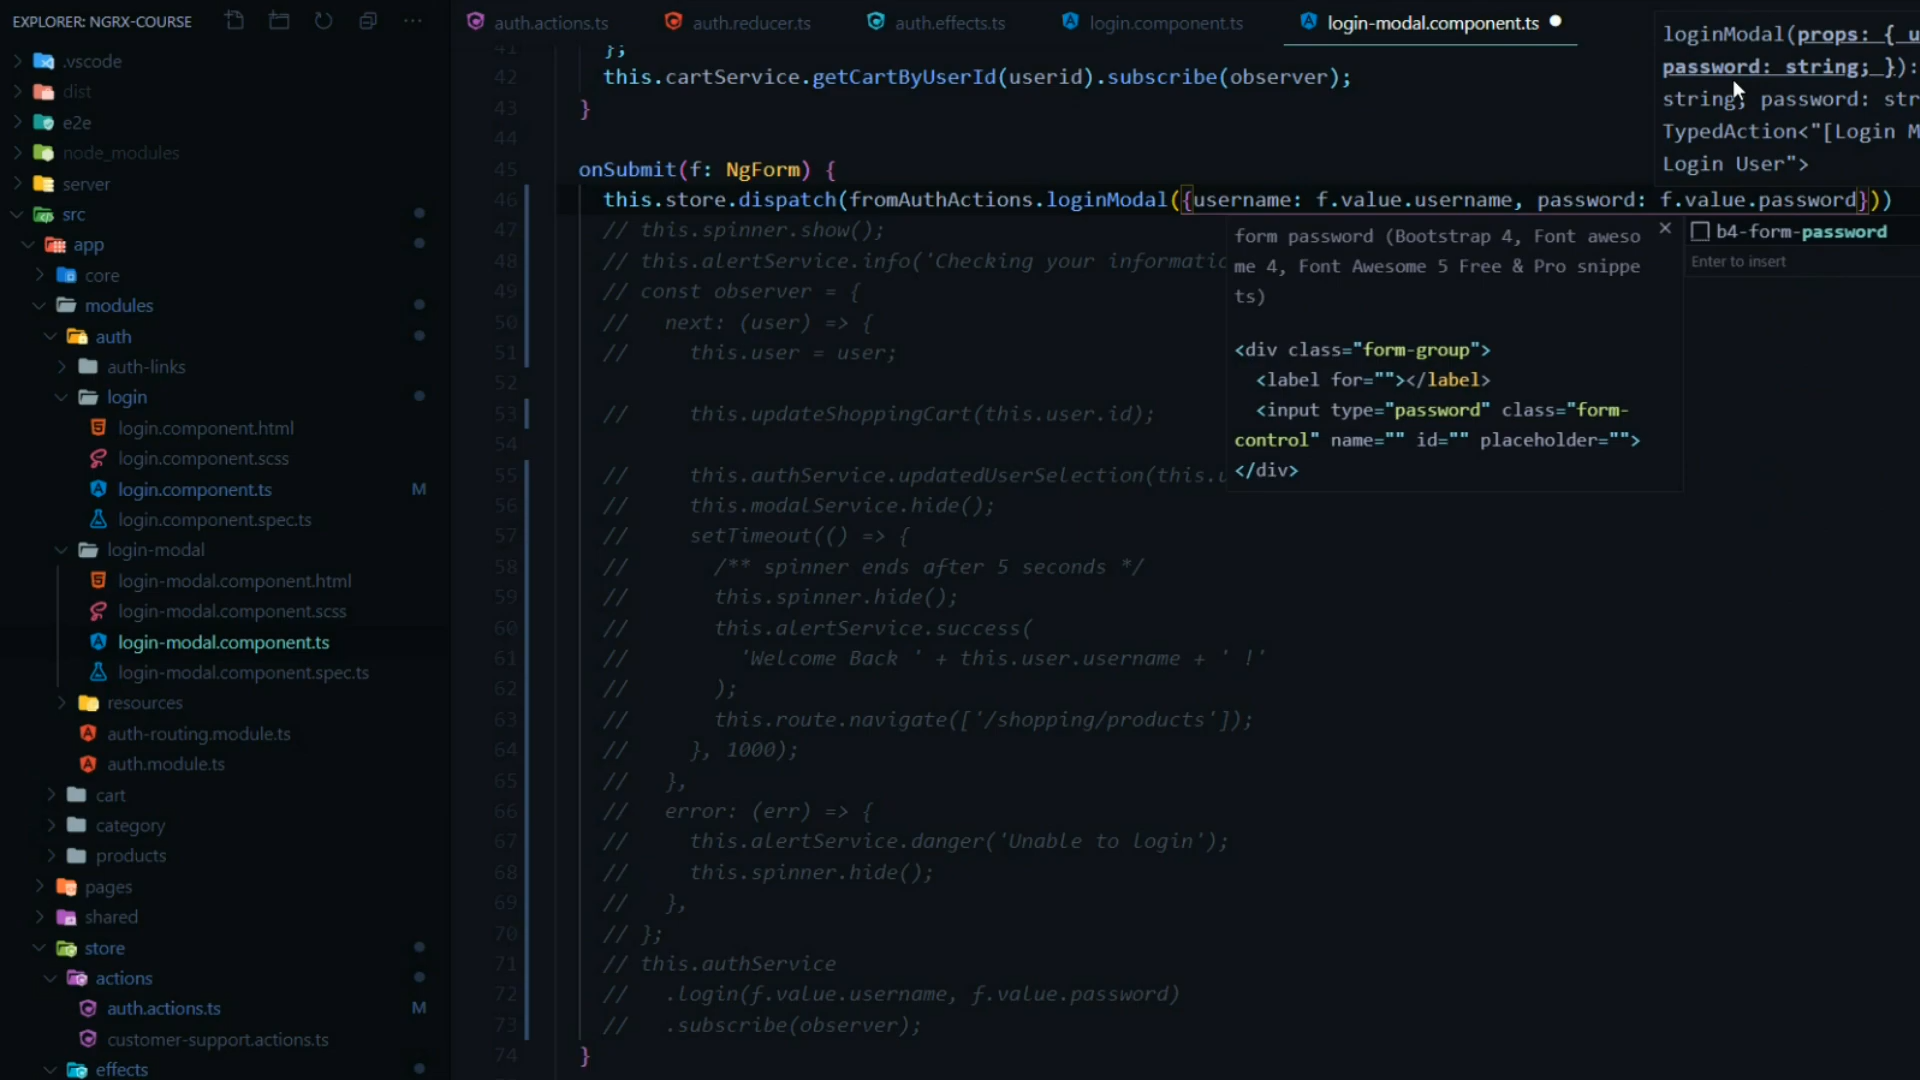 EXPLORER: NGRX-COURSE
.vscode
dist
e2e
node_modules
server
src
app
core
modules
auth
auth-links
login
login.component.html
login.component.scss
login.component.ts M
login.component.spec.ts
login-modal
login-modal.component.html
login-modal.component.scss
login-modal.component.ts
login-modal.component.spec.ts
resources
auth-routing.module.ts
auth.module.ts
cart
category
products
pages
shared
store
actions
auth.actions.ts M
customer-support.actions.ts
effects
auth.actions.ts auth.reducer.ts auth.effects.ts login.component.ts login-modal.component.ts
41 };
42 this.cartService.getCartByUserId(userid).subscribe(observer);
43 }
44
45 onSubmit(f: NgForm) {
46 this.store.dispatch(fromAuthActions.loginModal({username: f.value.username, password: f.value.password}))
47 // this.spinner.show();
48 // this.alertService.info('Checking your informatio
49 // const observer = {
50 // next: (user) => {
51 // this.user = user;
52
53 // this.updateShoppingCart(this.user.id);
54
55 // this.authService.updatedUserSelection(this.u
56 // this.modalService.hide();
57 // setTimeout(() => {
58 // /** spinner ends after 5 seconds */
59 // this.spinner.hide();
60 // this.alertService.success(
61 // 'Welcome Back ' + this.user.username + ' !'
62 // );
63 // this.route.navigate(['/shopping/products']);
64 // }, 1000);
65 // },
66 // error: (err) => {
67 // this.alertService.danger('Unable to login');
68 // this.spinner.hide();
69 // },
70 // };
71 // this.authService
72 // .login(f.value.username, f.value.password)
73 // .subscribe(observer);
74 }
loginModal(props: { u
password: string; }):
string; password: str
TypedAction<"[Login M
Login User">
form password (Bootstrap 4, Font aweso
me 4, Font Awesome 5 Free & Pro snippe
ts)
<div class="form-group">
<label for=""></label>
<input type="password" class="form-
control" name="" id="" placeholder="">
</div>
b4-form-password
Enter to insert